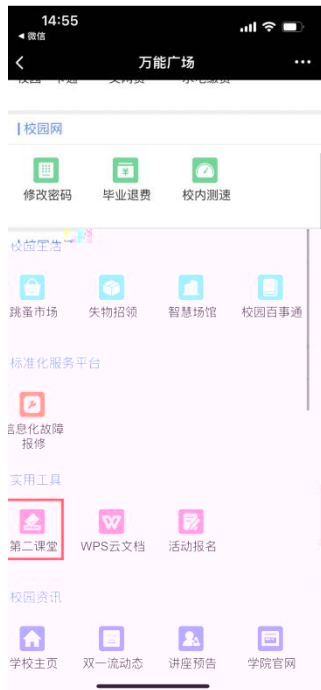 14:55
微信
万能广场
校园网
修改密码 毕业退费 校内测速
校园生活
跳蚤市场 失物招领 智慧场馆 校园百事通
标准化服务平台
信息化故障
报修
实用工具
第二课堂 WPS云文档 活动报名
校园资讯
学校主页 双一流动态 讲座预告 学院官网